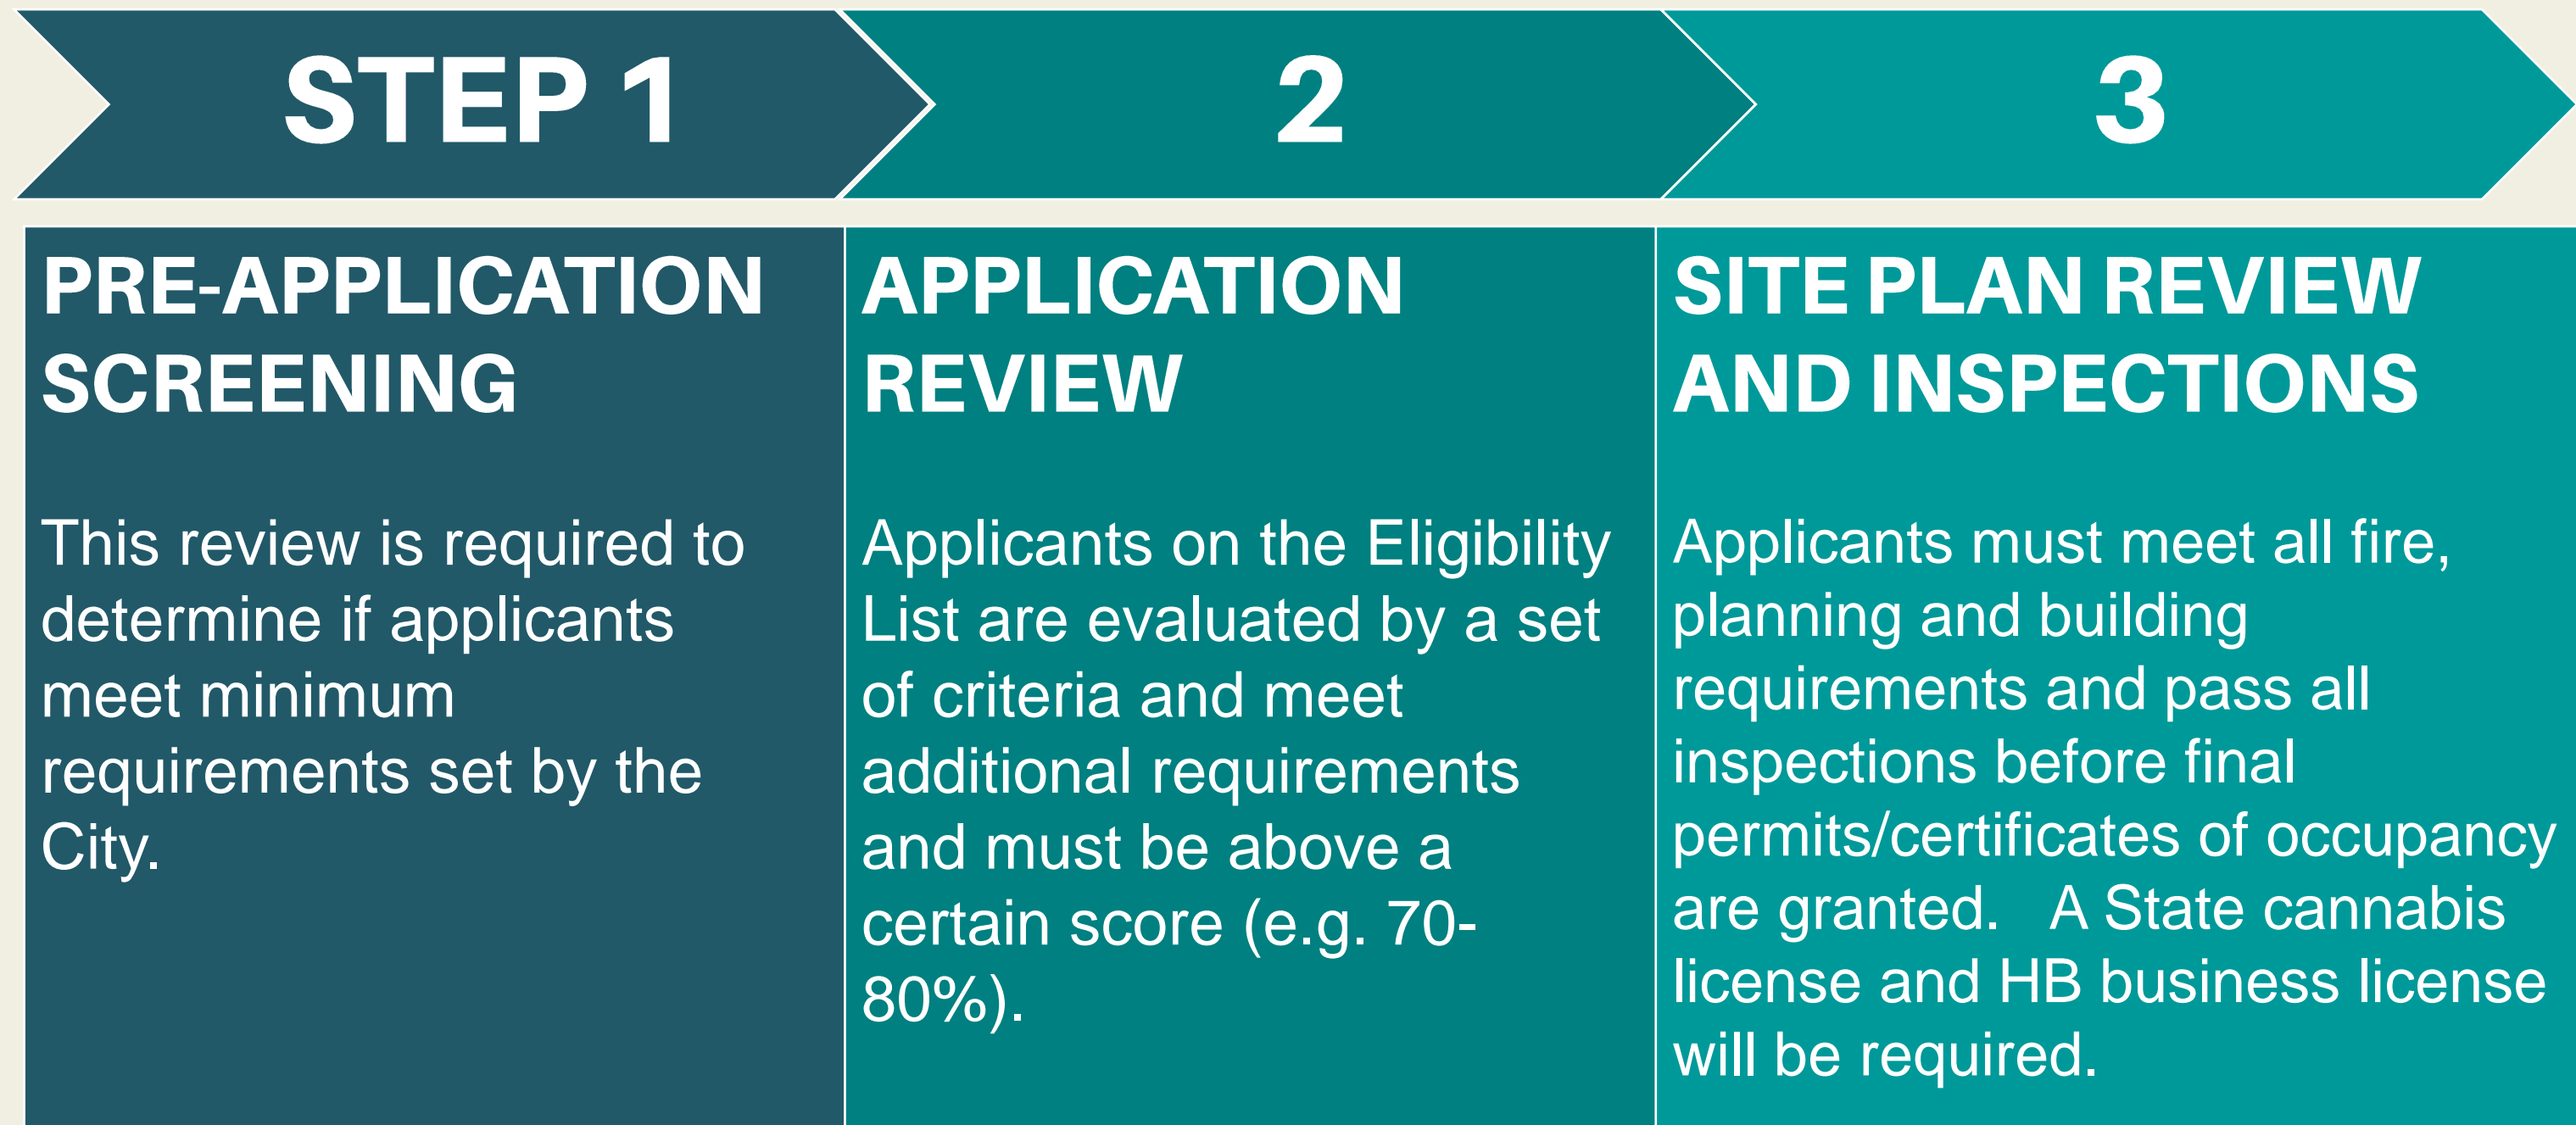 STEP 1
2
3
PRE-APPLICATION
SCREENING
This review is required to
determine if applicants
meet minimum
requirements set by the
City.
APPLICATION
REVIEW
Applicants on the Eligibility
List are evaluated by a set
of criteria and meet
additional requirements
and must be above a
certain score (e.g. 70-
80%).
SITE PLAN REVIEW
AND INSPECTIONS
Applicants must meet all fire,
planning and building
requirements and pass all
inspections before final
permits/certificates of occupancy
are granted.   A State cannabis
license and HB business license
will be required.